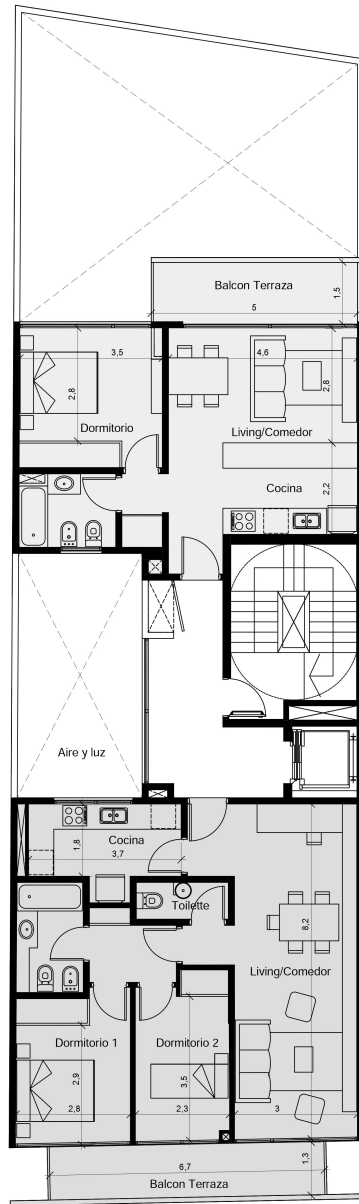 Balcon Terraza
5
1,5
3,5
4,6
2,8
2,8
Dormitorio
Living/Comedor
Cocina
2,2
Aire y luz
1,8
Cocina
3,7
Toilette
8,2
Living/Comedor
Dormitorio 1
Dormitorio 2
2,9
3,5
2,8
2,3
3
6,7
1,3
Balcon Terraza